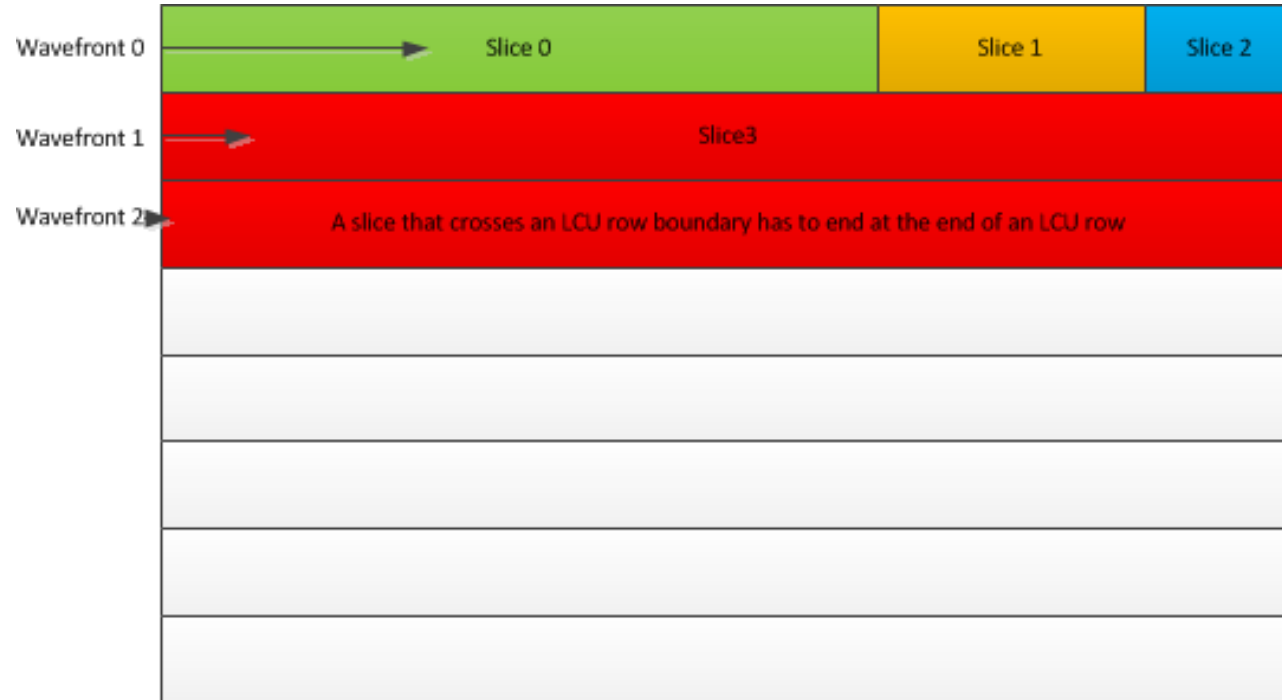 Wavefront 0
Slice 0
Slice 1
Slice 2
Wavefront 1
Slice3
Wavefront 2
A slice that crosses an LCU row boundary has to end at the end of an LCU row